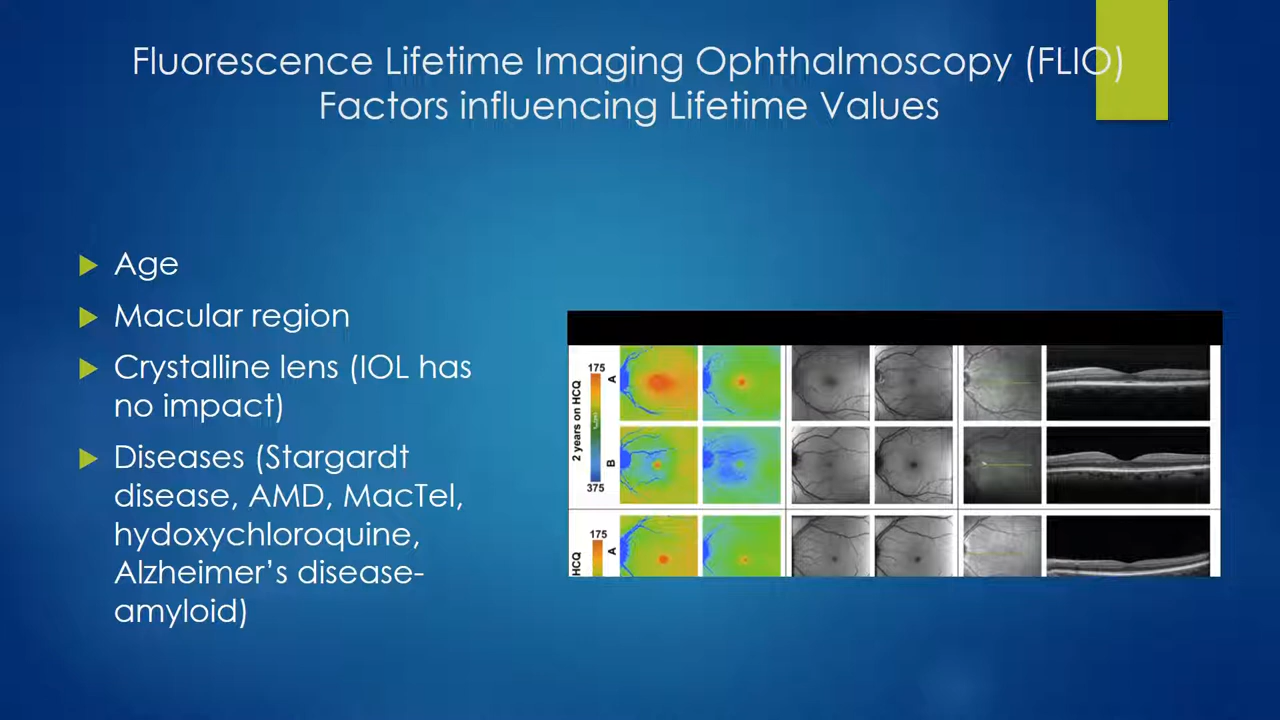 Fluorescence Lifetime Imaging Ophthalmoscopy (FLIO)
Factors influencing Lifetime Values
Age
Macular region
Crystalline lens (IOL has
no impact)
Diseases (Stargardt
disease, AMD, MacTel,
hydoxychloroquine,
Alzheimer's disease-
amyloid)
2 years on HCQ
175
375
A
B
HCQ
175
A